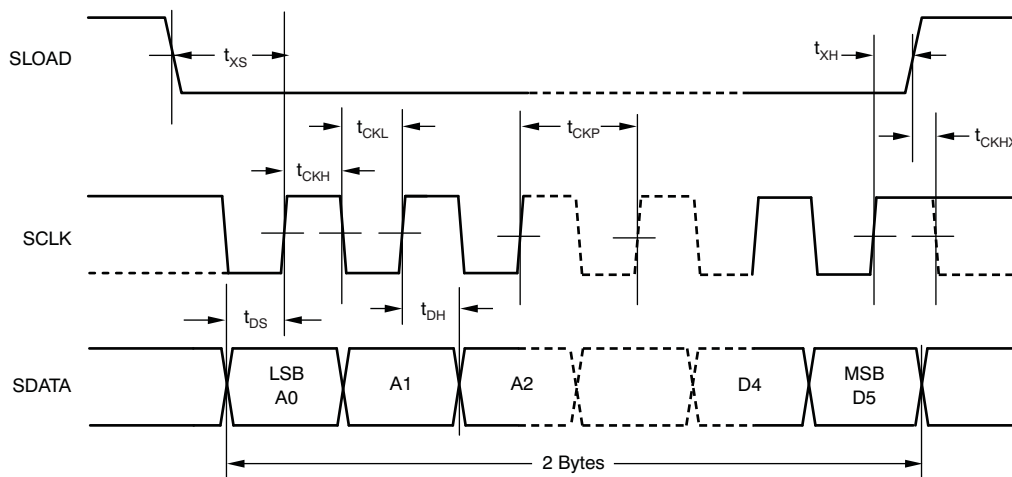 SLOAD
tXS
tXH
tCKL
tCKP
tCKHX
tCKH
SCLK
tDS
tDH
SDATA
LSB
A0
A1
A2
D4
MSB
D5
2 Bytes